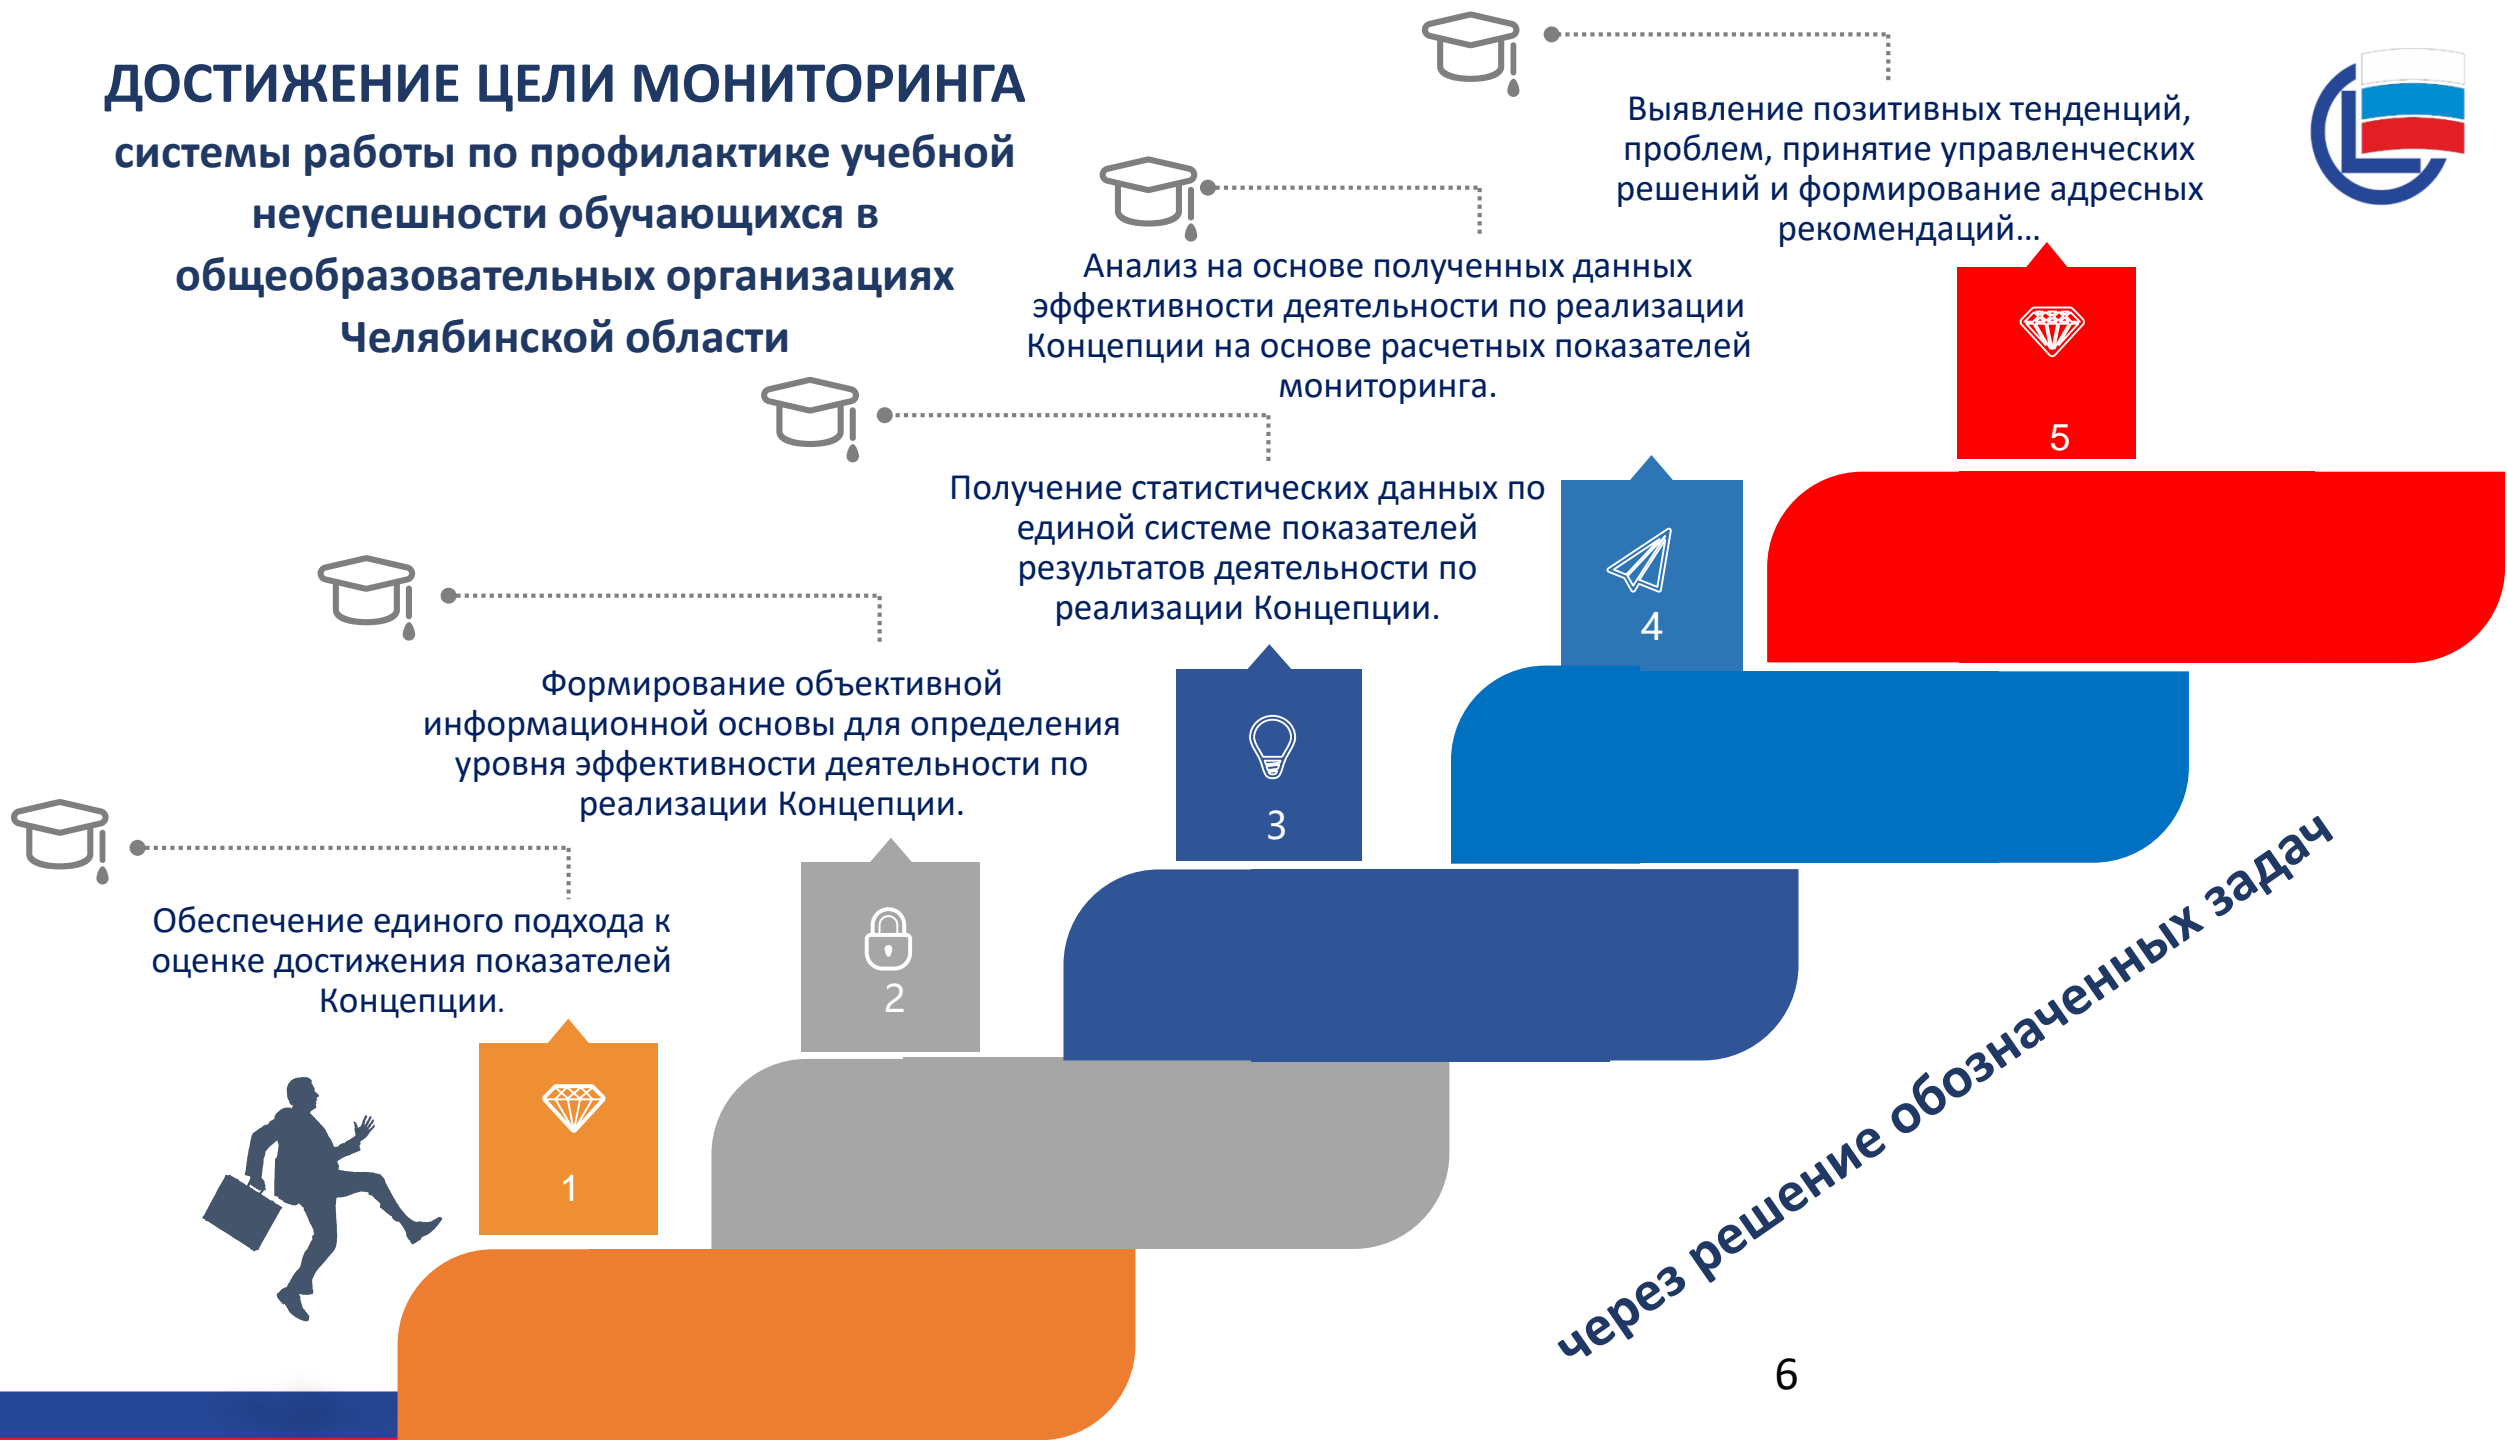 ДОСТИЖЕНИЕ ЦЕЛИ МОНИТОРИНГА
системы работы по профилактике учебной
неуспешности обучающихся в
общеобразовательных организациях
Челябинской области
Выявление позитивных тенденций,
проблем, принятие управленческих
решений и формирование адресных
рекомендаций…
5
Анализ на основе полученных данных
эффективности деятельности по реализации
Концепции на основе расчетных показателей
мониторинга.
4
Получение статистических данных по
единой системе показателей
результатов деятельности по
реализации Концепции.
3
Формирование объективной
информационной основы для определения
уровня эффективности деятельности по
реализации Концепции.
2
Обеспечение единого подхода к
оценке достижения показателей
Концепции.
1
через решение обозначенных задач
6